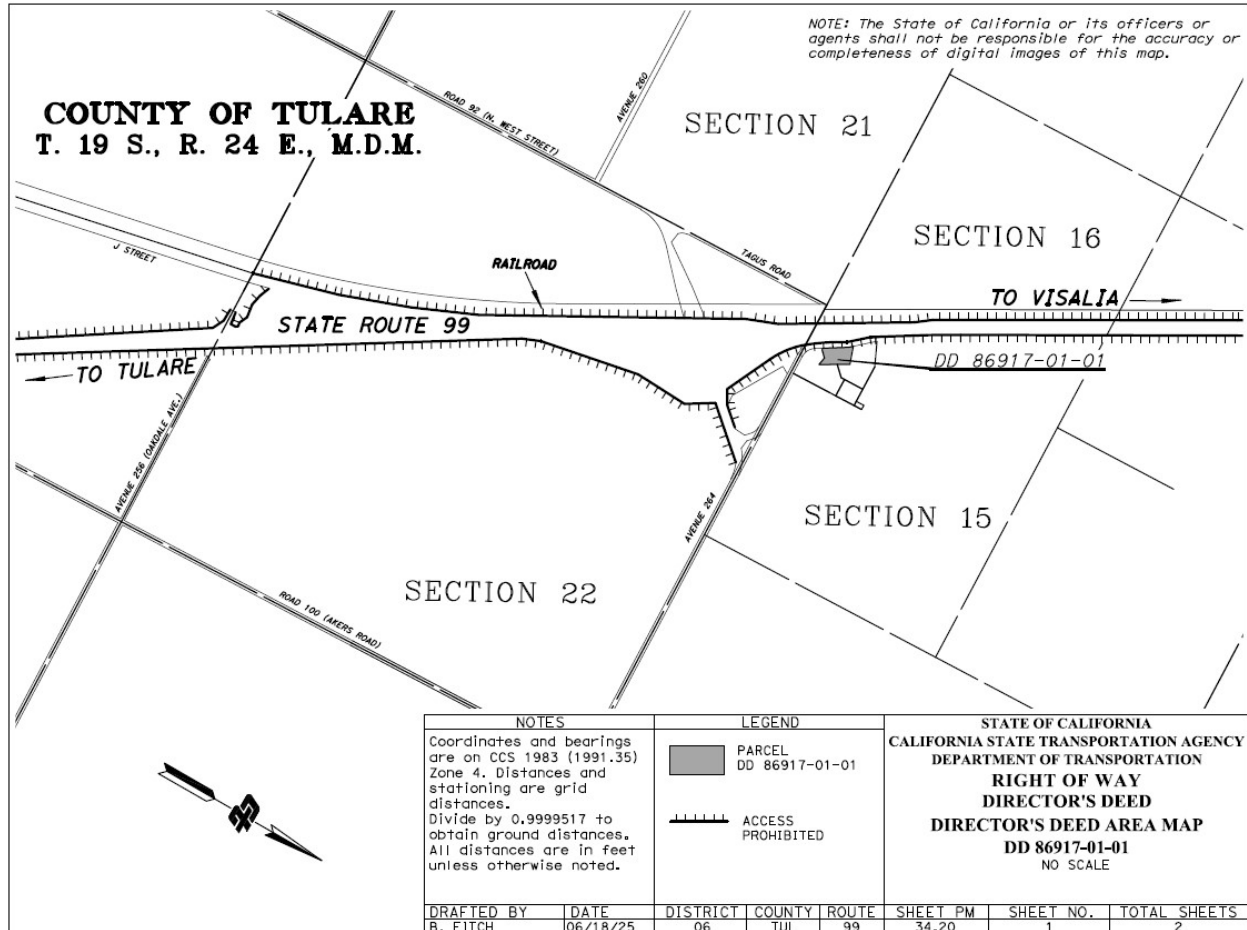 NOTE: The State of California or its officers or
agents shall not be responsible for the accuracy or
completeness of digital images of this map.
COUNTY OF TULARE
T. 19 S., R. 24 E., M.D.M.
ROAD 92 (N. WEST STREET)
AVENUE 260
SECTION 21
SECTION 16
J STREET
RAILROAD
TAGUS ROAD
TO VISALIA
STATE ROUTE 99
TO TULARE
DD 86917-01-01
AVENUE 256 (OAKDALE AVE.)
AVENUE 264
SECTION 15
SECTION 22
ROAD 100 (AKERS ROAD)
NOTES
Coordinates and bearings
are on CCS 1983 (1991.35)
Zone 4. Distances and
stationing are grid
distances.
Divide by 0.9999517 to
obtain ground distances.
All distances are in feet
unless otherwise noted.
LEGEND
PARCEL
DD 86917-01-01
ACCESS
PROHIBITED
STATE OF CALIFORNIA
CALIFORNIA STATE TRANSPORTATION AGENCY
DEPARTMENT OF TRANSPORTATION
RIGHT OF WAY
DIRECTOR'S DEED
DIRECTOR'S DEED AREA MAP
DD 86917-01-01
NO SCALE
DRAFTED BY DATE DISTRICT COUNTY ROUTE SHEET PM SHEET NO. TOTAL SHEETS
B. FITCH 06/18/25 06 TUL 99 34.20 1 2